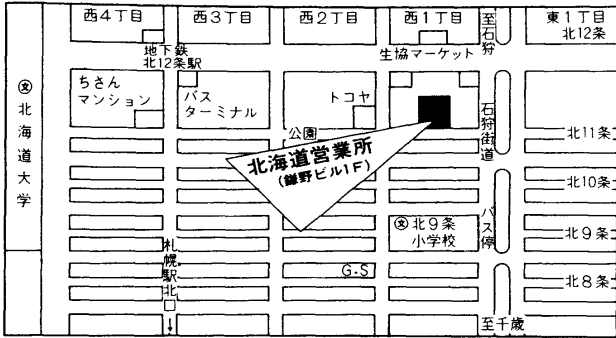 西4丁目
西3丁目
西2丁目
西1丁目
至石狩
東1丁目
北12条
地下鉄
北12条駅
生協マーケット
ちさん
マンション
バス
ターミナル
トコヤ
石狩街道
公園
北11条
文
北海道大学
北海道営業所
(鎌野ビル1F)
北10条
バス停
文北9条
小学校
北9条
札幌駅北口
G.S
北8条
至千歳